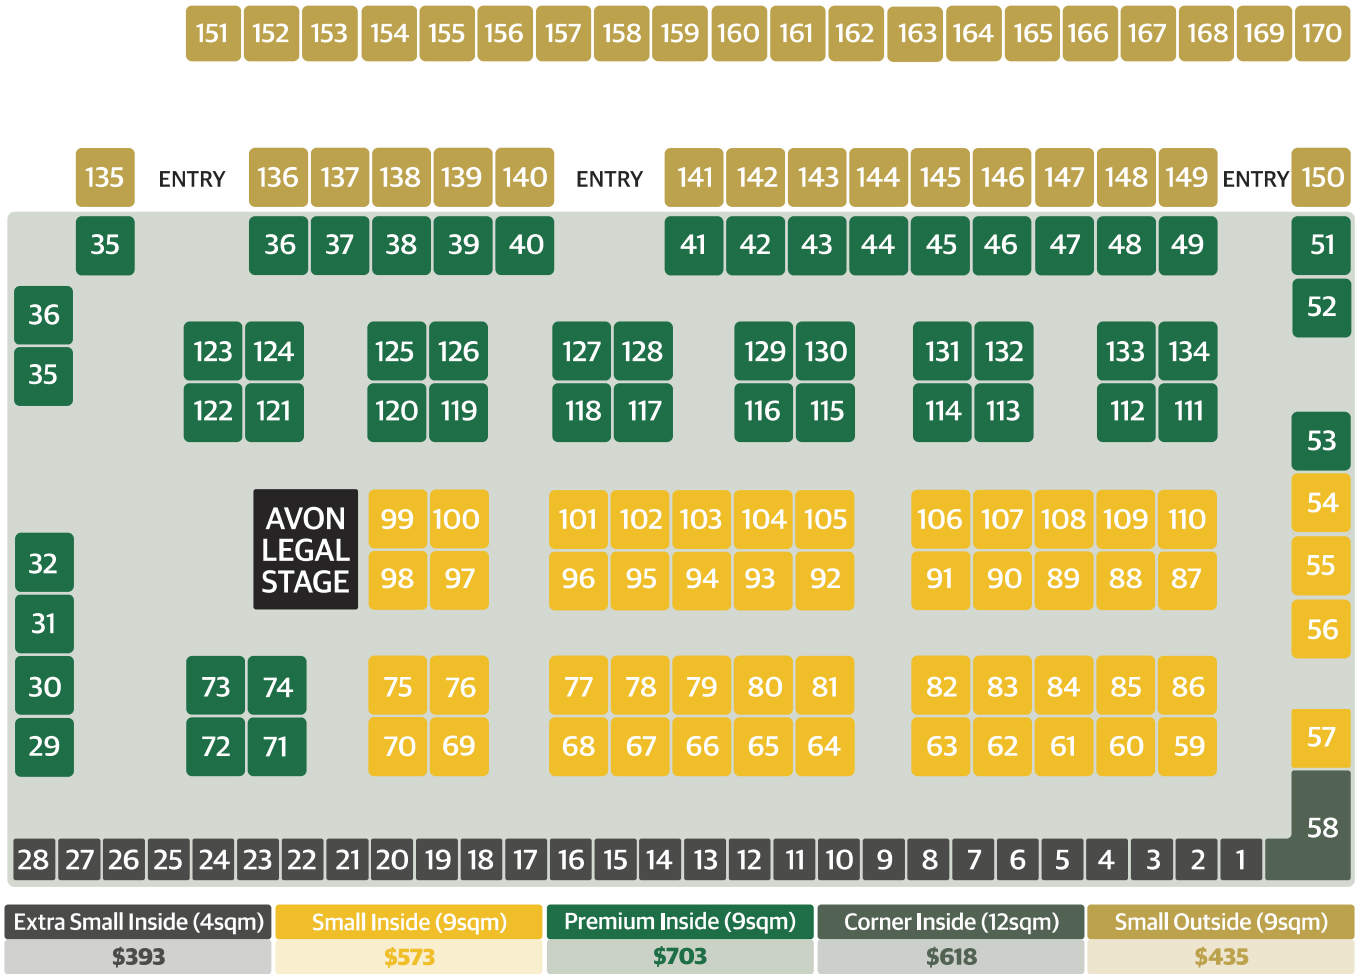 151 152 153 154 155 156 157 158 159 160 161 162 163 164 165 166 167 168 169 170
135 ENTRY 136 137 138 139 140 ENTRY 141 142 143 144 145 146 147 148 149 ENTRY 150
35 36 37 38 39 40 41 42 43 44 45 46 47 48 49 51
36 52
123 124 125 126 127 128 129 130 131 132 133 134
35
122 121 120 119 118 117 116 115 114 113 112 111
53
54
AVON
LEGAL
STAGE
99 100 101 102 103 104 105 106 107 108 109 110
32 98 97 96 95 94 93 92 91 90 89 88 87 55
31 56
30 73 74 75 76 77 78 79 80 81 82 83 84 85 86
29 72 71 70 69 68 67 66 65 64 63 62 61 60 59 57
58
28 27 26 25 24 23 22 21 20 19 18 17 16 15 14 13 12 11 10 9 8 7 6 5 4 3 2 1
Extra Small Inside (4sqm) Small Inside (9sqm) Premium Inside (9sqm) Corner Inside (12sqm) Small Outside (9sqm)
$393 $573 $703 $618 $435